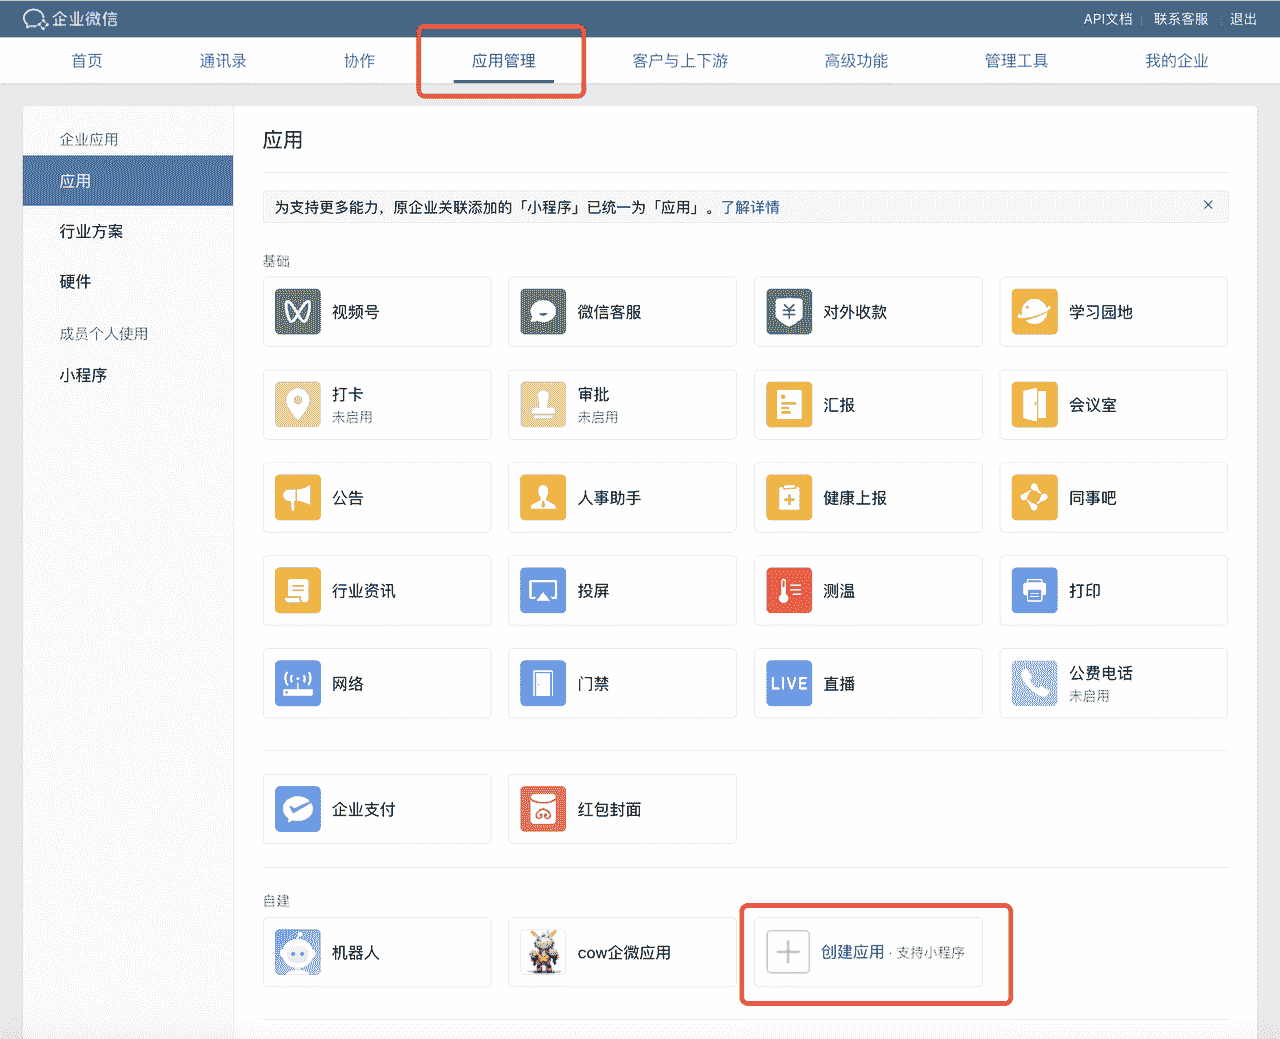 企业微信
API文档 联系客服 退出
首页 通讯录 协作 应用管理 客户与上下游 高级功能 管理工具 我的企业
企业应用
应用
行业方案
硬件
成员个人使用
小程序
应用
为支持更多能力，原企业关联添加的「小程序」已统一为「应用」。了解详情
基础
视频号
微信客服
对外收款
学习园地
打卡
未启用
审批
未启用
汇报
会议室
公告
人事助手
健康上报
同事吧
行业资讯
投屏
测温
打印
网络
门禁
LIVE
直播
公费电话
未启用
企业支付
红包封面
自建
机器人
cow企微应用
创建应用 · 支持小程序